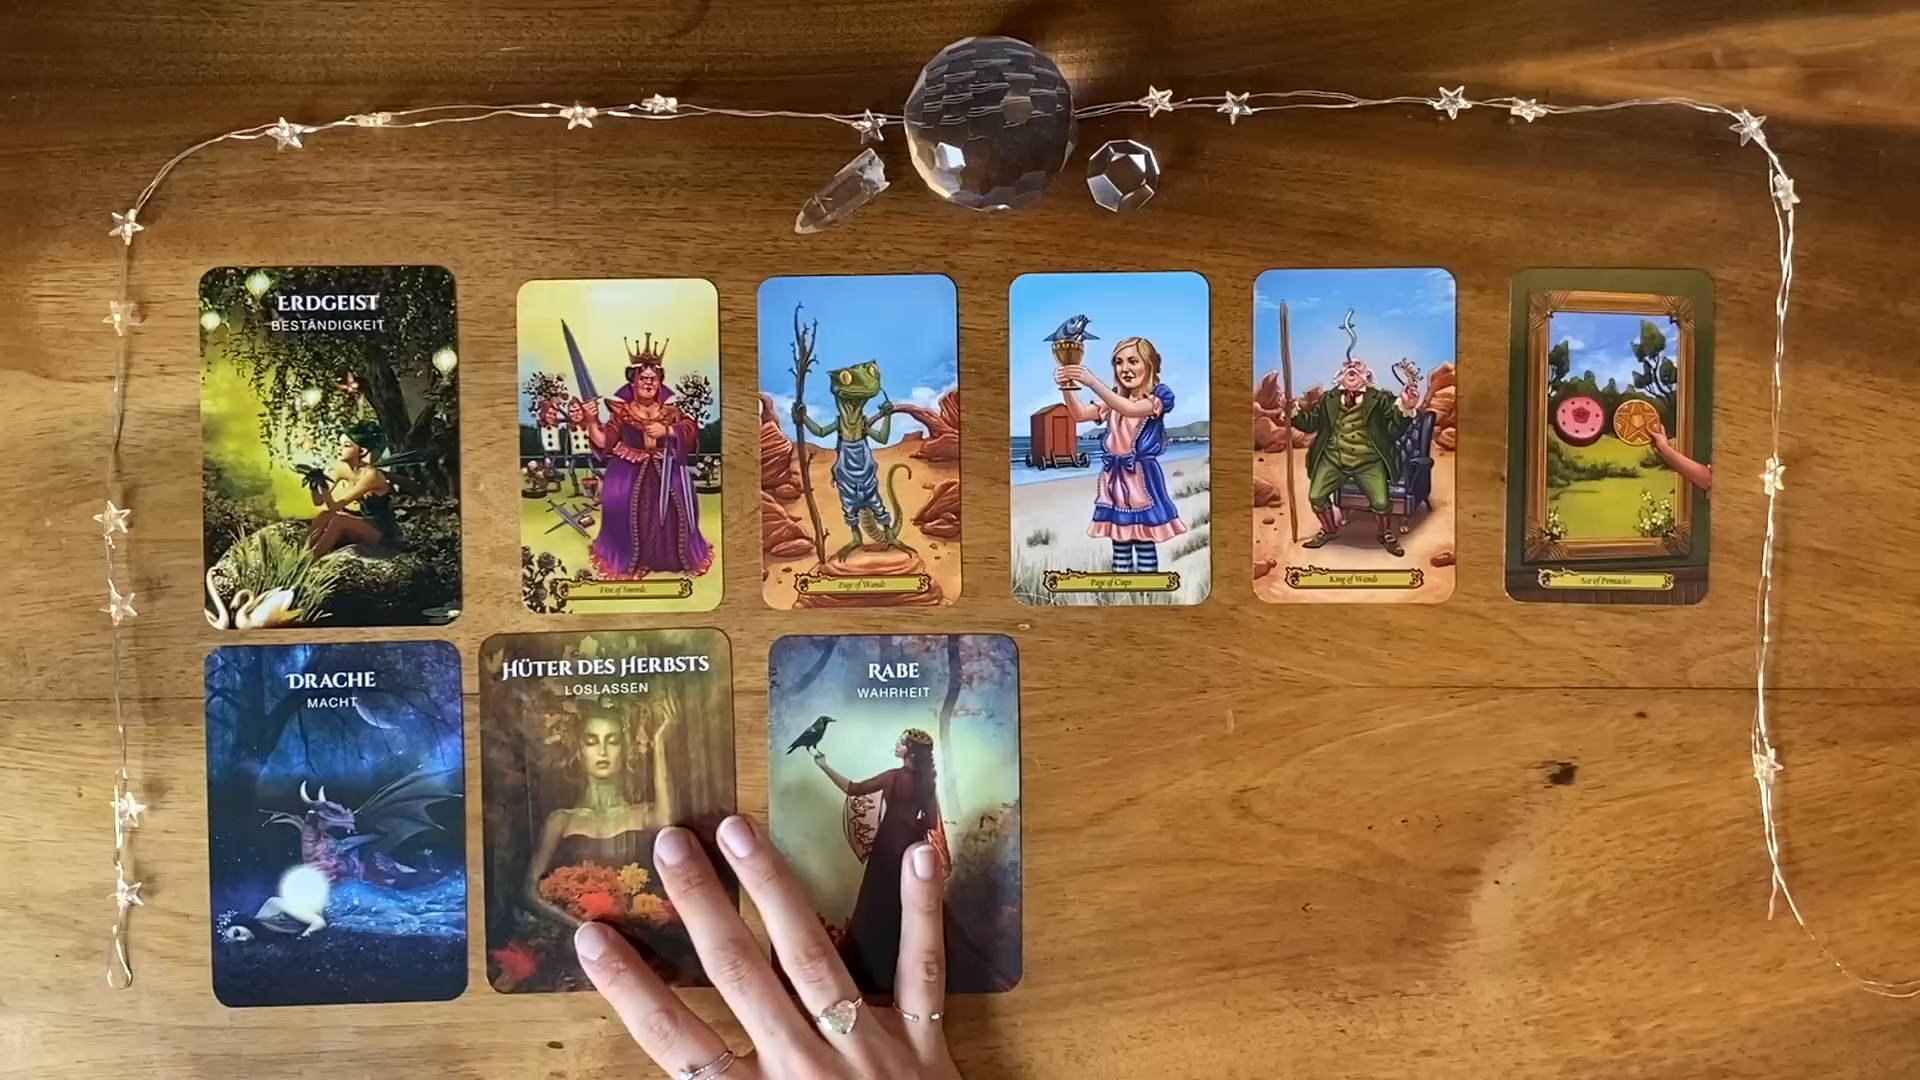 ERDGEIST
BESTÄNDIGKEIT
Five of Swords
Page of Wands
Page of Cups
King of Wands
Ace of Pentacles
DRACHE
MACHT
HÜTER DES HERBSTS
LOSLASSEN
RABE
WAHRHEIT